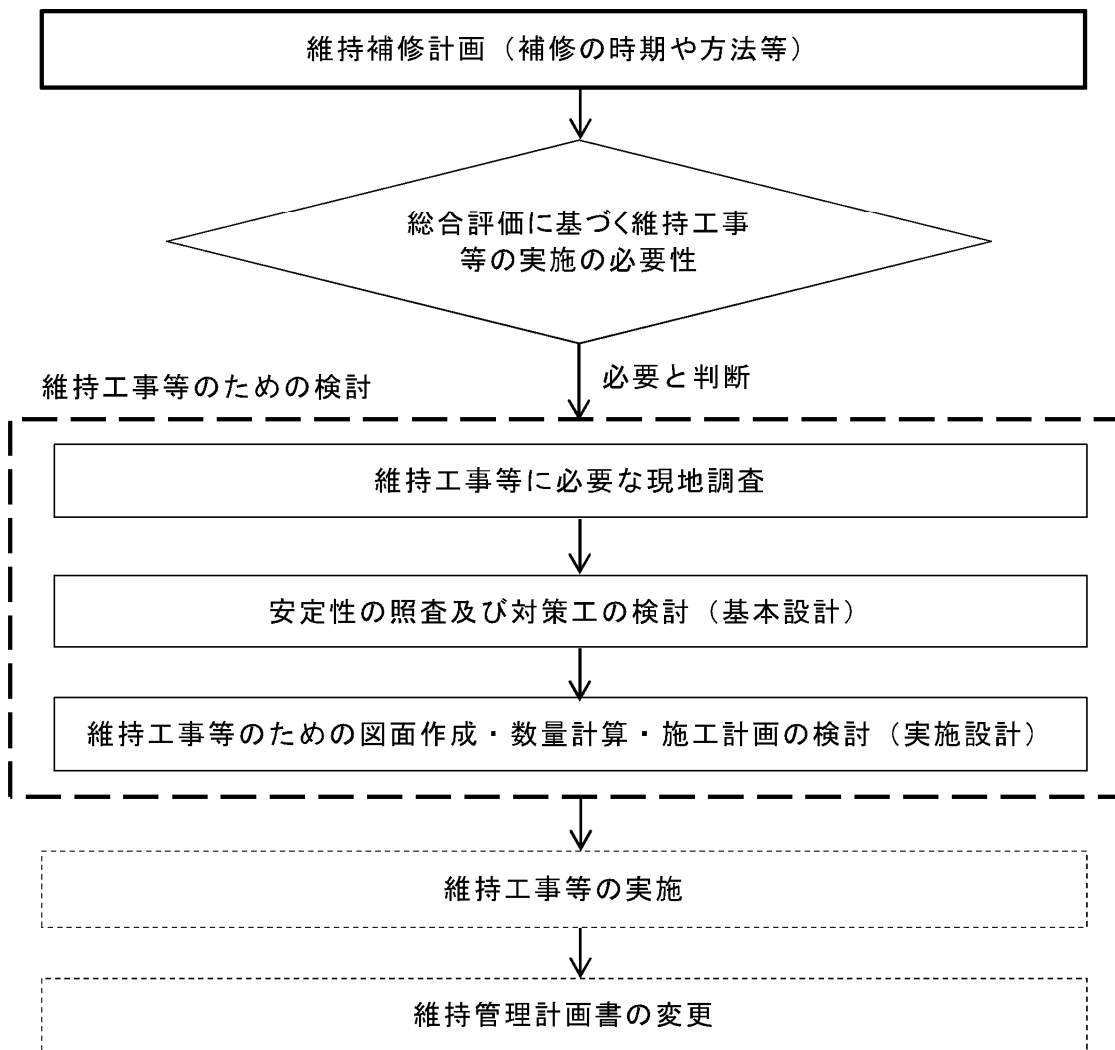 維持補修計画（補修の時期や方法等）
総合評価に基づく維持工事
等の実施の必要性
必要と判断
維持工事等のための検討
維持工事等に必要な現地調査
安定性の照査及び対策工の検討（基本設計）
維持工事等のための図面作成・数量計算・施工計画の検討（実施設計）
維持工事等の実施
維持管理計画書の変更